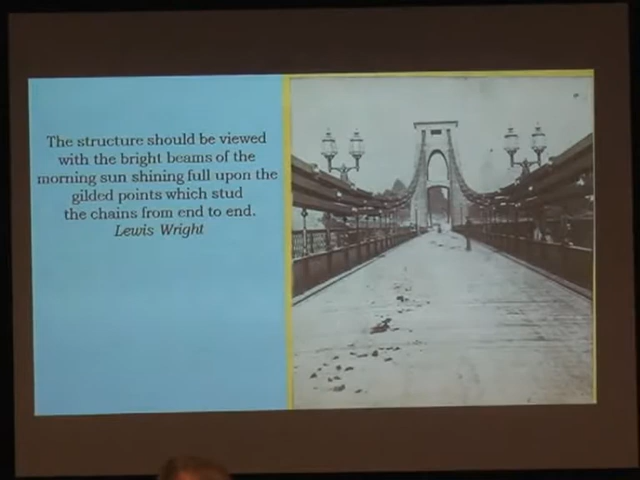 The structure should be viewed
with the bright beams of the
morning sun shining full upon the
gilded points which stud
the chains from end to end.
Lewis Wright